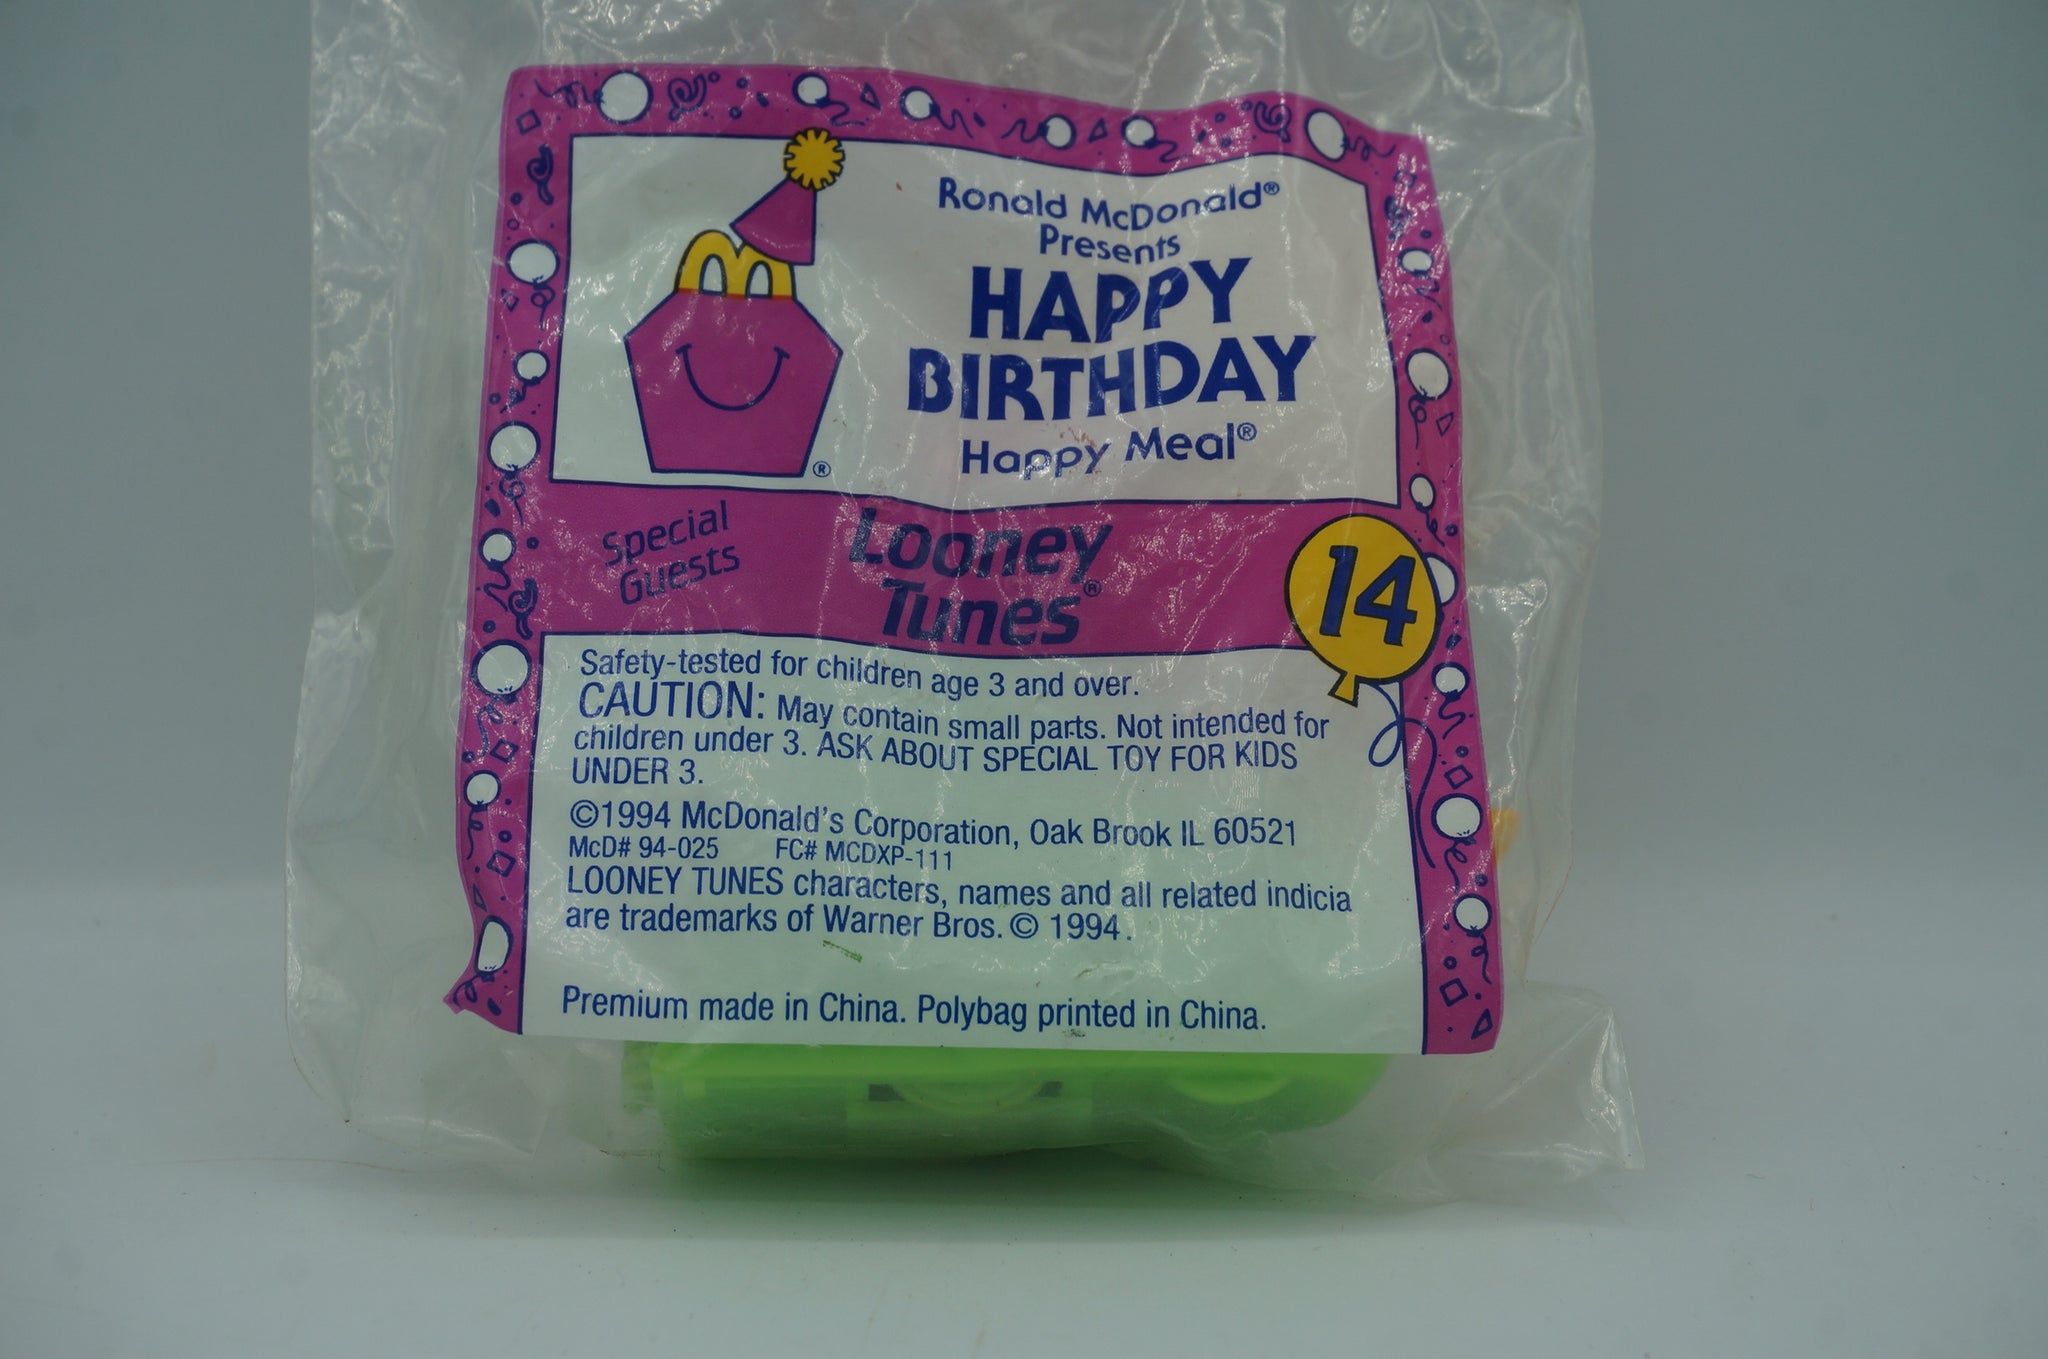 Ronald McDonald®
Presents
HAPPY
BIRTHDAY
Happy Meal®
®
Special
Guests
Looney
Tunes®
14
Safety-tested for children age 3 and over.
CAUTION: May contain small parts. Not intended for
children under 3. ASK ABOUT SPECIAL TOY FOR KIDS
UNDER 3.
©1994 McDonald's Corporation, Oak Brook IL 60521
McD# 94-025 FC# MCDXP-111
LOONEY TUNES characters, names and all related indicia
are trademarks of Warner Bros. © 1994.
Premium made in China. Polybag printed in China.